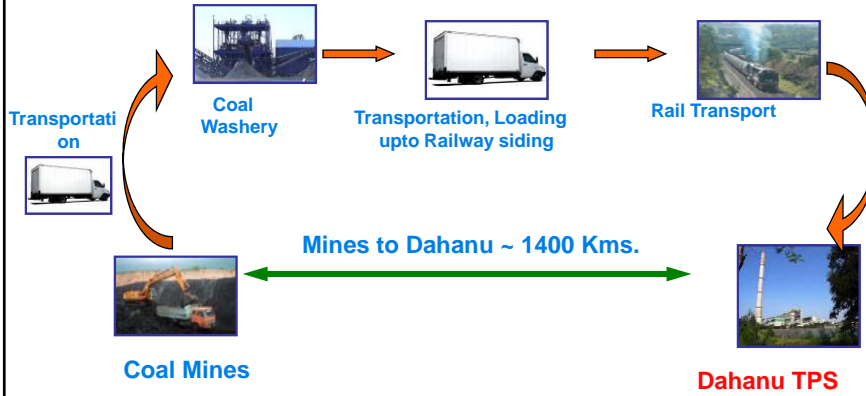 Transportati
on
Coal
Washery
Transportation, Loading
upto Railway siding
Rail Transport
Mines to Dahanu ~ 1400 Kms.
Coal Mines
Dahanu TPS